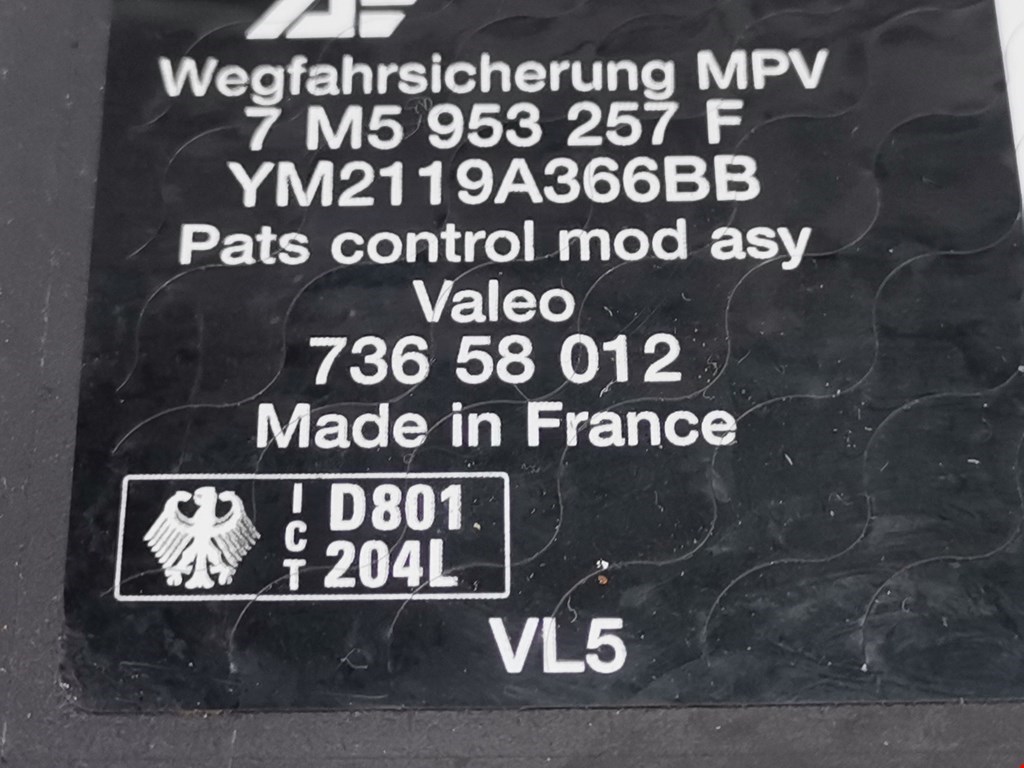 Wegfahrsicherung MPV
7 M5 953 257 F
YM2119A366BB
Pats control mod asy
Valeo
736 58 012
Made in France
ICT D801
204L
VL5